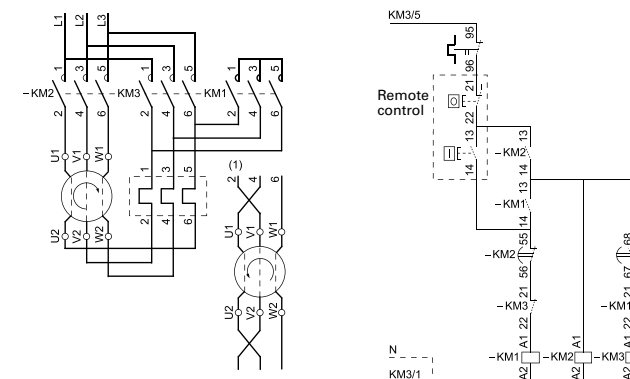 L1 L2 L3
1 3 5 1 3 5 1 3 5
–KM2 KM3 KM1
2 4 6 2 4 6 2 4 6
U1 V1 W1
1 3 5
2 4 6
U2 V2 W2
(1)
2 4 6
U1 V1 W1
U2 V2 W2
KM3/5
95
96
Remote
control
21
O
22
13
I
14
13
–KM2
14
13
–KM1
14
55
–KM2
56
68
67
21
–KM3
22
21
–KM1
22
A1 A1 A1
–KM1 –KM2 –KM3
A2 A2 A2
N
KM3/1